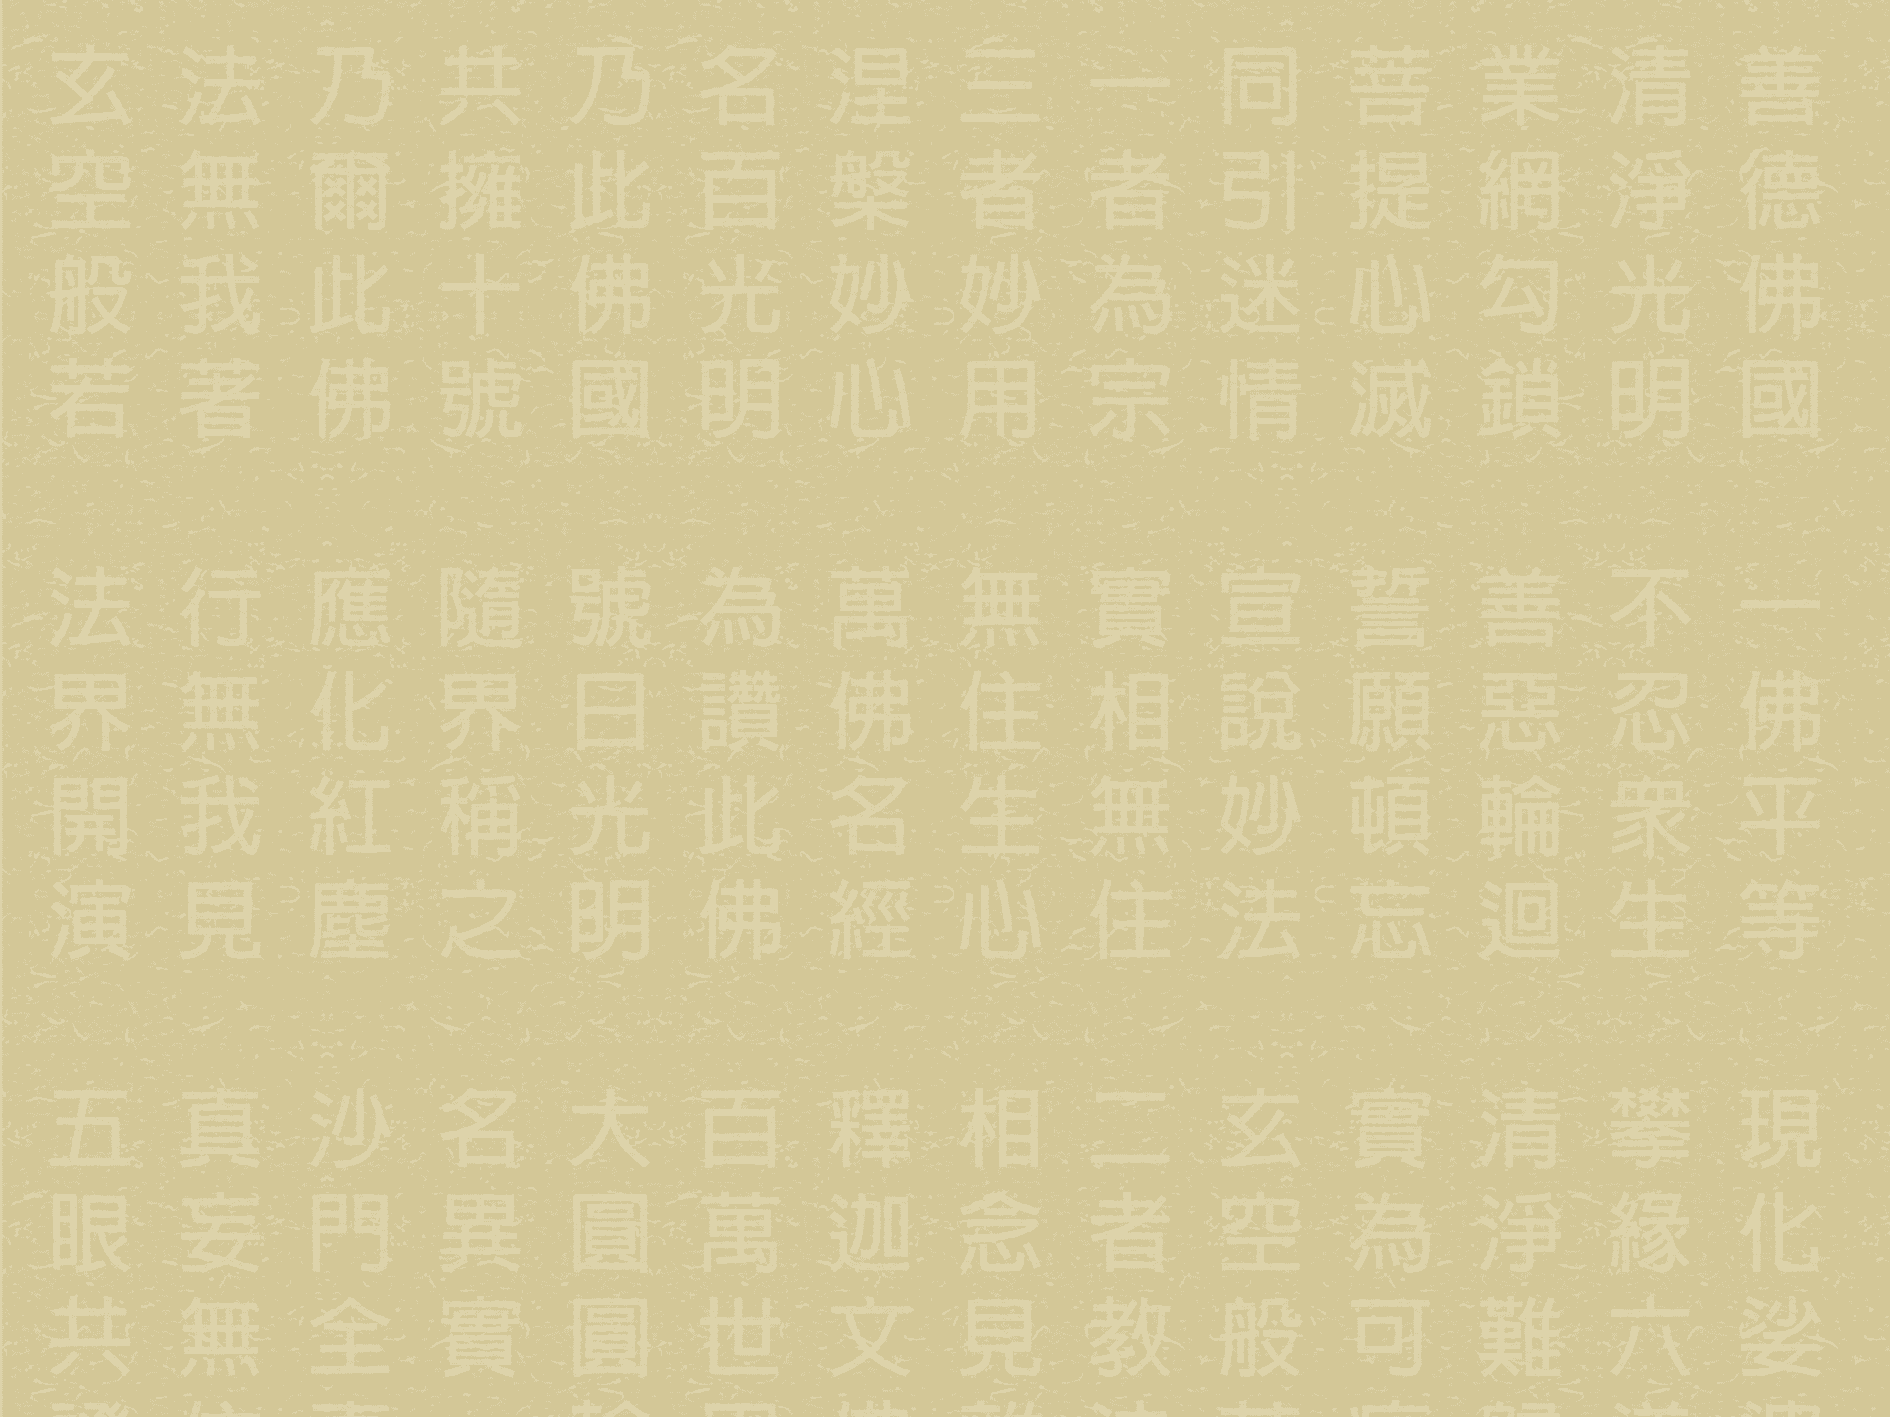 善德佛國 一佛平等 現化娑
清淨光明 不忍衆生 攀緣六
業網勾鎖 善惡輪迴 清淨難
菩提心滅 誓願頓忘 實為可
同引迷情 宣說妙法 玄空般
一者為宗 實相無住 二者教
三者妙用 無住生心 相念見
涅槃妙心 萬佛名經 釋迦文
名百光明 為讚此佛 百萬世
乃此佛國 號曰光明 大圓圓
共擁十號 隨界稱之 名異實
乃爾此佛 應化紅塵 沙門全
法無我著 行無我見 真妄無
玄空般若 法界開演 五眼共